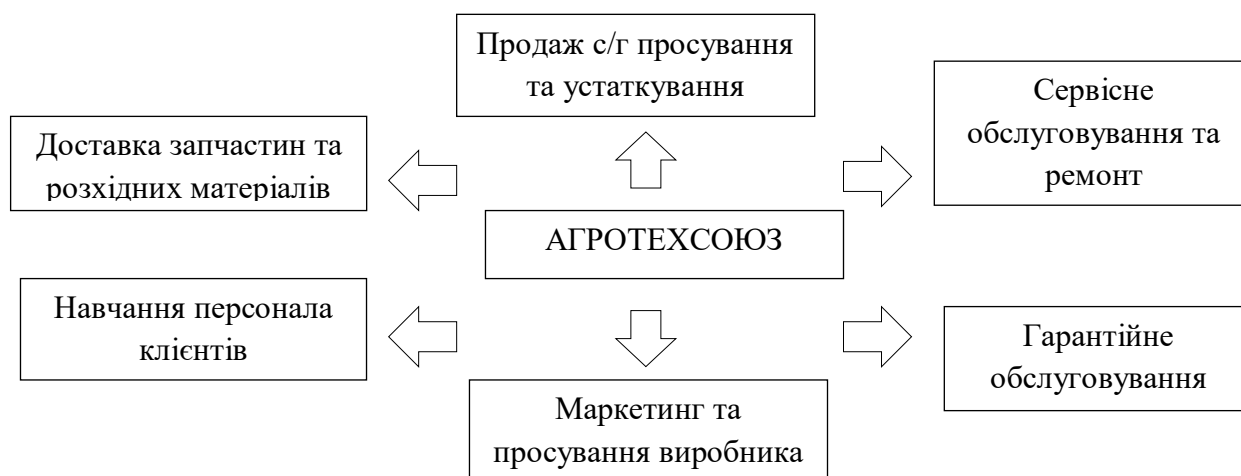 Продаж с/г просування
та устаткування
Сервісне
обслуговування та
ремонт
Доставка запчастин та
розхідних матеріалів
АГРОТЕХСОЮЗ
Навчання персонала
клієнтів
Гарантійне
обслуговування
Маркетинг та
просування виробника